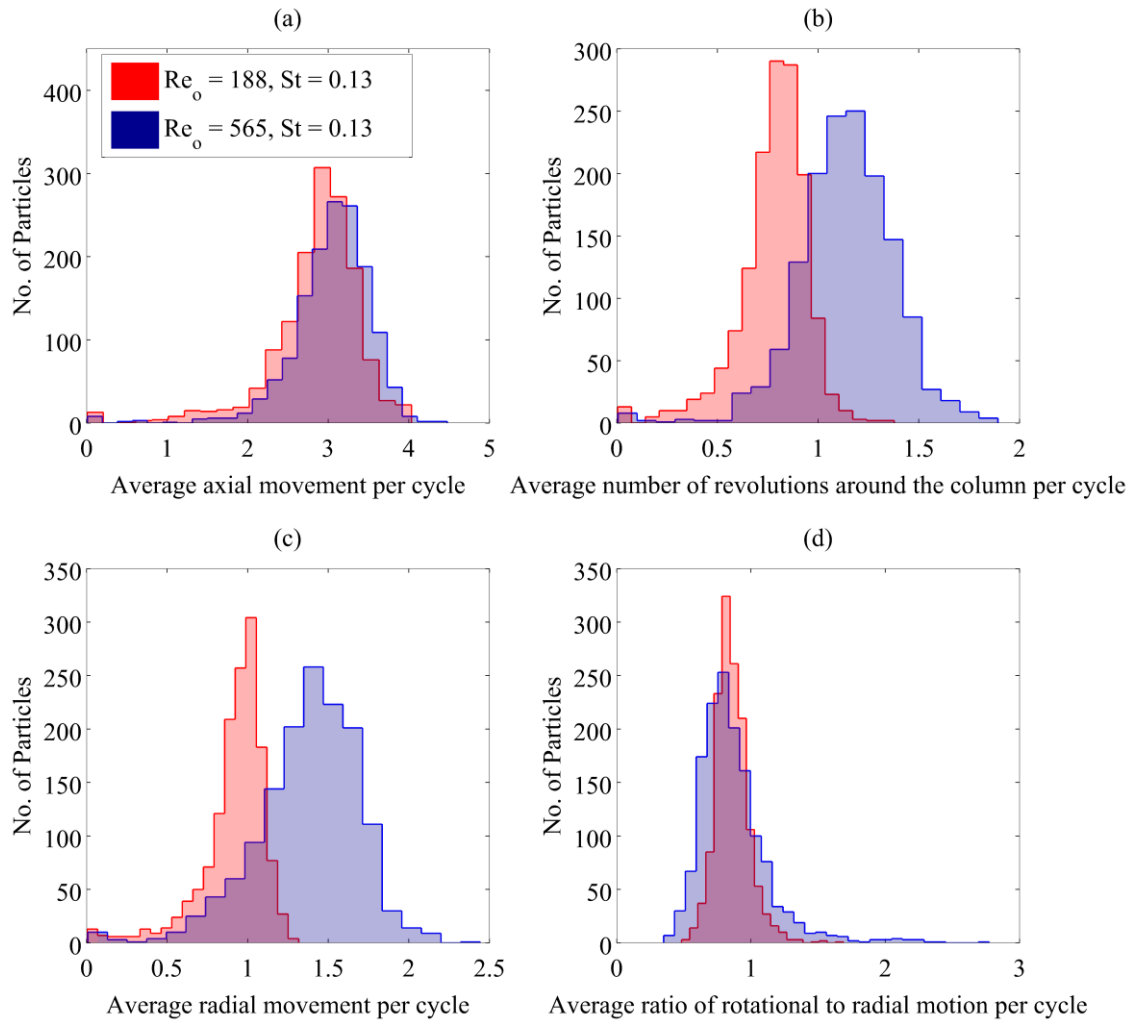 (a)
400
300
200
100
0
No. of Particles
Re_o = 188, St = 0.13
Re_o = 565, St = 0.13
0 1 2 3 4 5
Average axial movement per cycle
(b)
300
250
200
150
100
50
0
No. of Particles
0 0.5 1 1.5 2
Average number of revolutions around the column per cycle
(c)
350
300
250
200
150
100
50
0
No. of Particles
0 0.5 1 1.5 2 2.5
Average radial movement per cycle
(d)
350
300
250
200
150
100
50
0
No. of Particles
0 1 2 3
Average ratio of rotational to radial motion per cycle